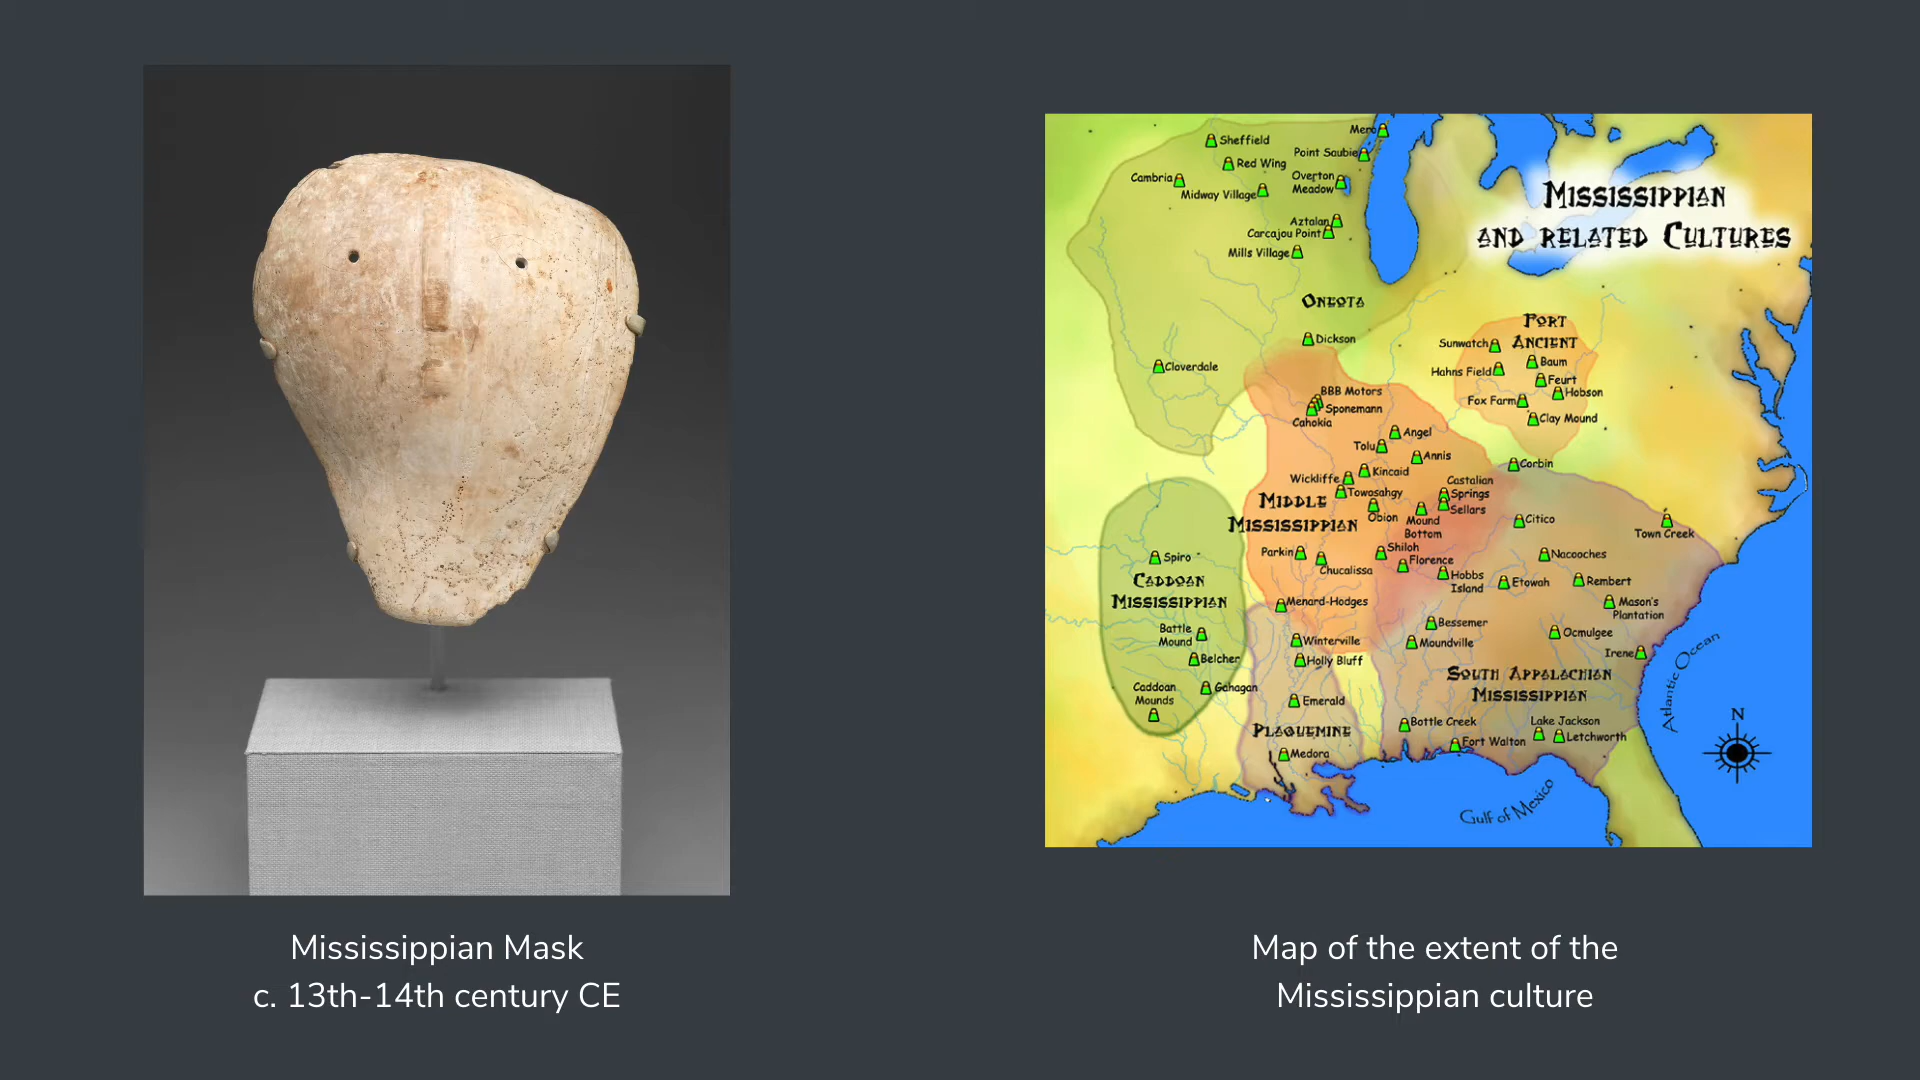 Mississippian Mask
c. 13th-14th century CE
Mississippian
and related Cultures
Sheffield
Mero
Red Wing
Point Saubie
Cambria
Midway Village
Overton
Meadow
Aztalan
Carcajou Point
Mills Village
Oneota
Dickson
Cloverdale
Fort
Ancient
Sunwatch
Baum
Hahns Field
Feurt
Hobson
Fox Farm
Clay Mound
BBB Motors
Sponemann
Cahokia
Angel
Tolu
Annis
Corbin
Kincaid
Wickliffe
Castalian
Springs
Towosahgy
Sellars
Middle
Mississippian
Obion
Mound
Bottom
Citico
Town Creek
Parkin
Shiloh
Florence
Chucalissa
Nacooches
Hobbs
Island
Etowah
Rembert
Spiro
Caddoan
Mississippian
Menard-Hodges
Mason's
Plantation
Battle
Mound
Bessemer
Winterville
Moundville
Ocmulgee
Belcher
Holly Bluff
Irene
Gahagan
Caddoan
Mounds
South Appalachian
Mississippian
Emerald
Plaquemine
Medora
Bottle Creek
Fort Walton
Lake Jackson
Letchworth
Atlantic Ocean
N
Gulf of Mexico
Map of the extent of the
Mississippian culture